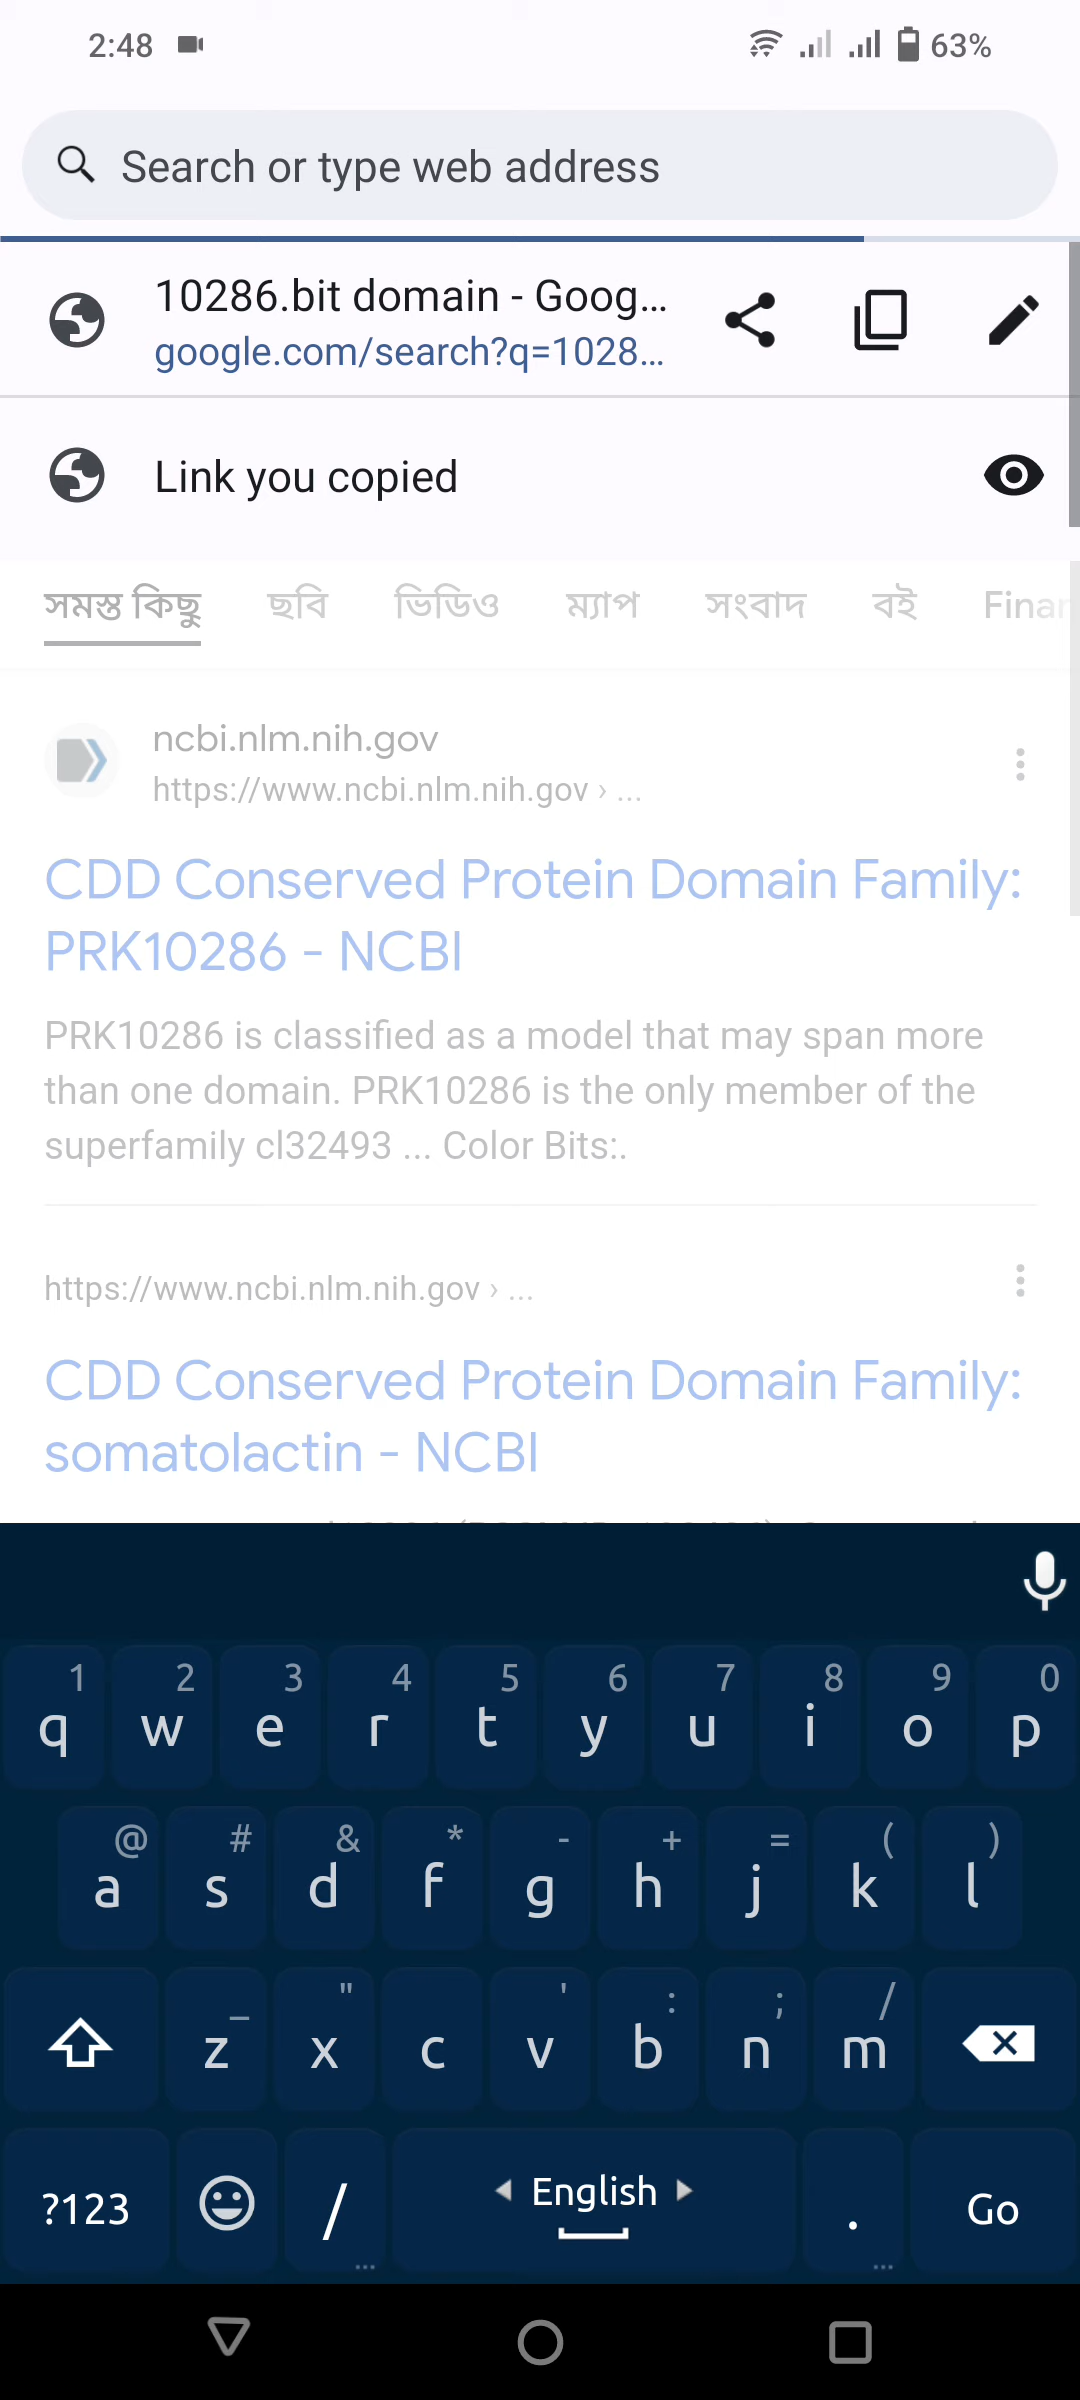 2:48 63%
Search or type web address
10286.bit domain - Goog...
google.com/search?q=1028...
Link you copied
সমস্ত কিছু ছবি ভিডিও ম্যাপ সংবাদ বই Finan
ncbi.nlm.nih.gov
https://www.ncbi.nlm.nih.gov › ...
CDD Conserved Protein Domain Family:
PRK10286 - NCBI
PRK10286 is classified as a model that may span more
than one domain. PRK10286 is the only member of the
superfamily cl32493 ... Color Bits:.
https://www.ncbi.nlm.nih.gov › ...
CDD Conserved Protein Domain Family:
somatolactin - NCBI
1 2 3 4 5 6 7 8 9 0
q w e r t y u i o p
@ # & * - + = ( )
a s d f g h j k l
_ " ' : ; /
z x c v b n m
?123 / English . Go